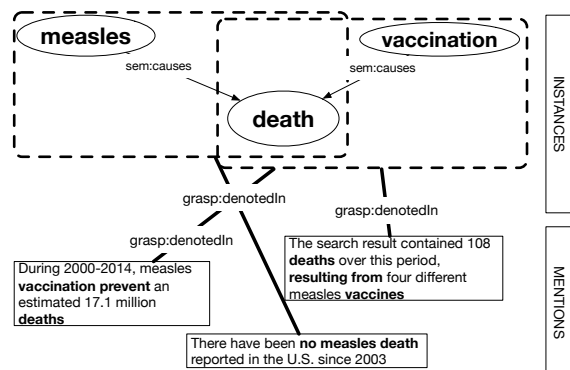 measles
vaccination
sem:causes
sem:causes
death
INSTANCES
grasp:denotedIn
grasp:denotedIn
grasp:denotedIn
MENTIONS
During 2000-2014, measles
vaccination prevent an
estimated 17.1 million
deaths
The search result contained 108
deaths over this period,
resulting from four different
measles vaccines
There have been no measles death
reported in the U.S. since 2003